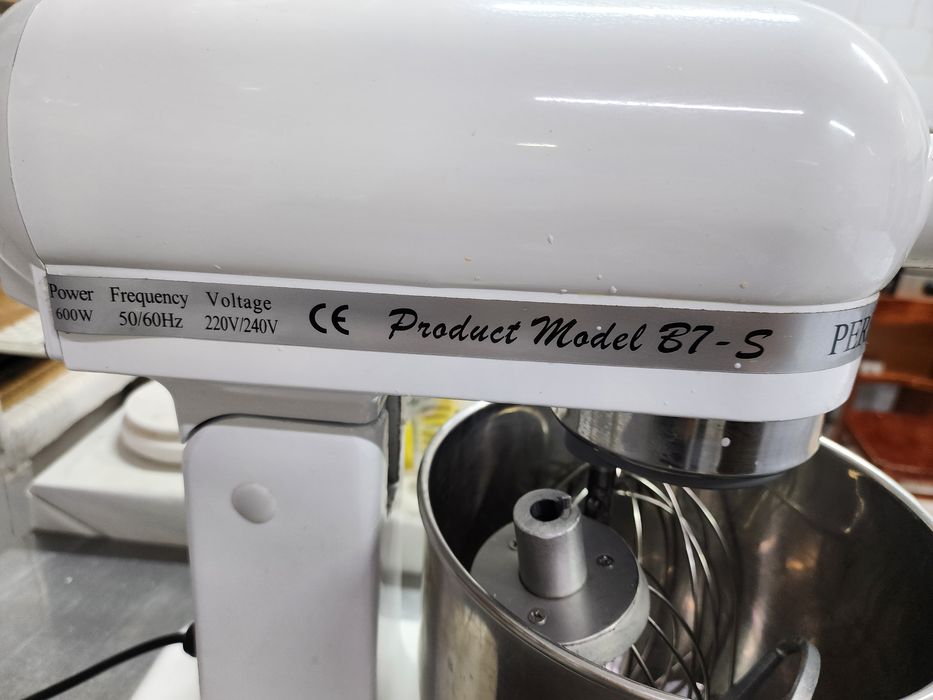 Power Frequency Voltage
600W 50/60Hz 220V/240V
CE Product Model B7-S